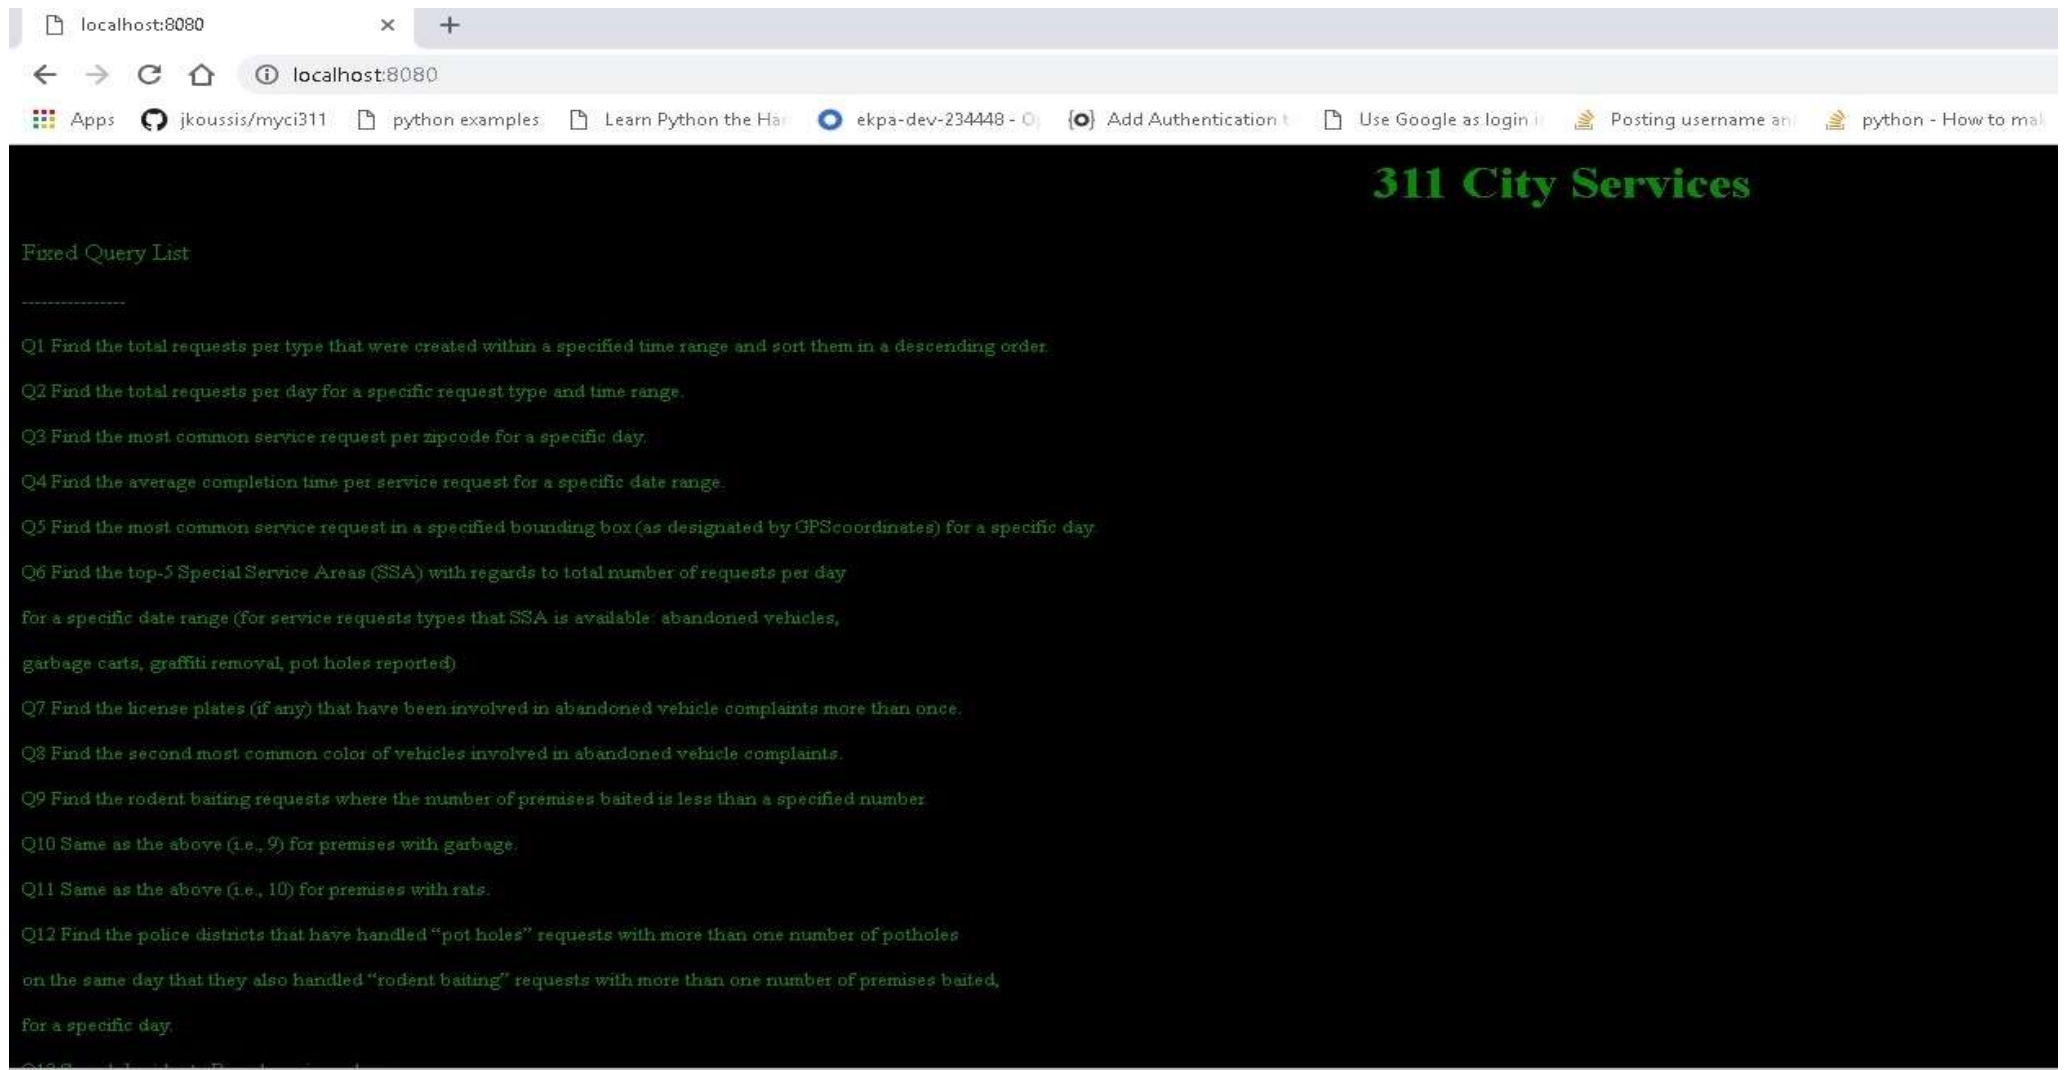 localhost:8080
localhost:8080
Apps jkoussis/myci311 python examples Learn Python the Har ekpa-dev-234448 - O Add Authentication t Use Google as login i Posting username an python - How to mak
311 City Services
Fixed Query List
----------------
Q1 Find the total requests per type that were created within a specified time range and sort them in a descending order.
Q2 Find the total requests per day for a specific request type and time range.
Q3 Find the most common service request per zipcode for a specific day.
Q4 Find the average completion time per service request for a specific date range.
Q5 Find the most common service request in a specified bounding box (as designated by GPScoordinates) for a specific day.
Q6 Find the top-5 Special Service Areas (SSA) with regards to total number of requests per day
for a specific date range (for service requests types that SSA is available: abandoned vehicles,
garbage carts, graffiti removal, pot holes reported)
Q7 Find the license plates (if any) that have been involved in abandoned vehicle complaints more than once.
Q8 Find the second most common color of vehicles involved in abandoned vehicle complaints.
Q9 Find the rodent baiting requests where the number of premises baited is less than a specified number.
Q10 Same as the above (i.e., 9) for premises with garbage.
Q11 Same as the above (i.e., 10) for premises with rats.
Q12 Find the police districts that have handled “pot holes” requests with more than one number of potholes
on the same day that they also handled “rodent baiting” requests with more than one number of premises baited,
for a specific day.